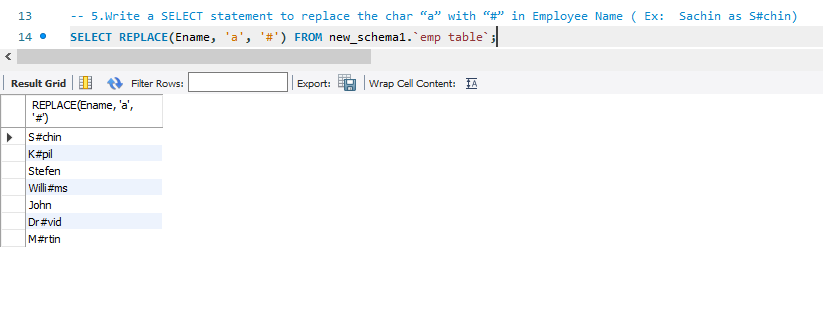 13 -- 5.Write a SELECT statement to replace the char “a” with “#” in Employee Name ( Ex:  Sachin as S#chin)
14 SELECT REPLACE(Ename, 'a', '#') FROM new_schema1.`emp table`;
Result Grid Filter Rows: Export: Wrap Cell Content: IA
REPLACE(Ename, 'a',
'#')
S#chin
K#pil
Stefen
Willi#ms
John
Dr#vid
M#rtin